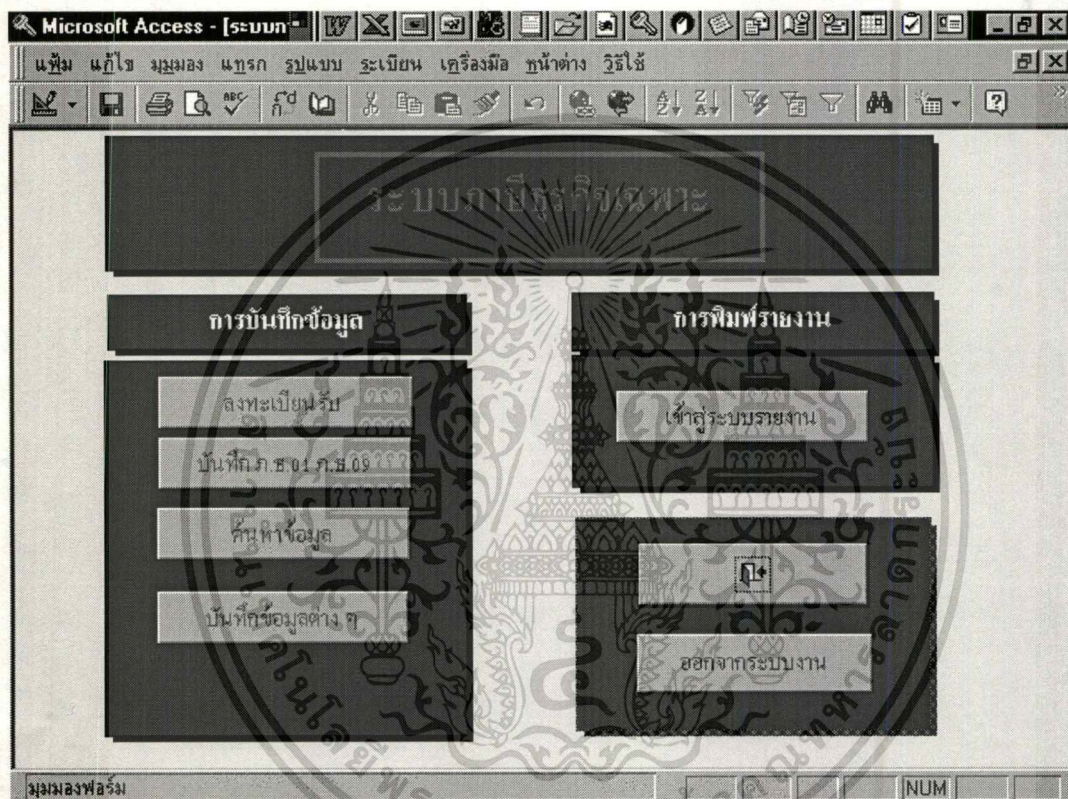 Microsoft Access - [ระบบภ
แฟ้ม แก้ไข มุมมอง แทรก รูปแบบ ระเบียน เครื่องมือ หน้าต่าง วิธีใช้
ระบบภาษีธุรกิจเฉพาะ
การบันทึกข้อมูล
การพิมพ์รายงาน
ลงทะเบียนรับ
เข้าสู่ระบบรายงาน
บันทึก ภ.ธ.01 ภ.ธ.09
ค้นหาข้อมูล
บันทึกข้อมูลต่าง ๆ
ออกจากระบบงาน
มุมมองฟอร์ม
NUM